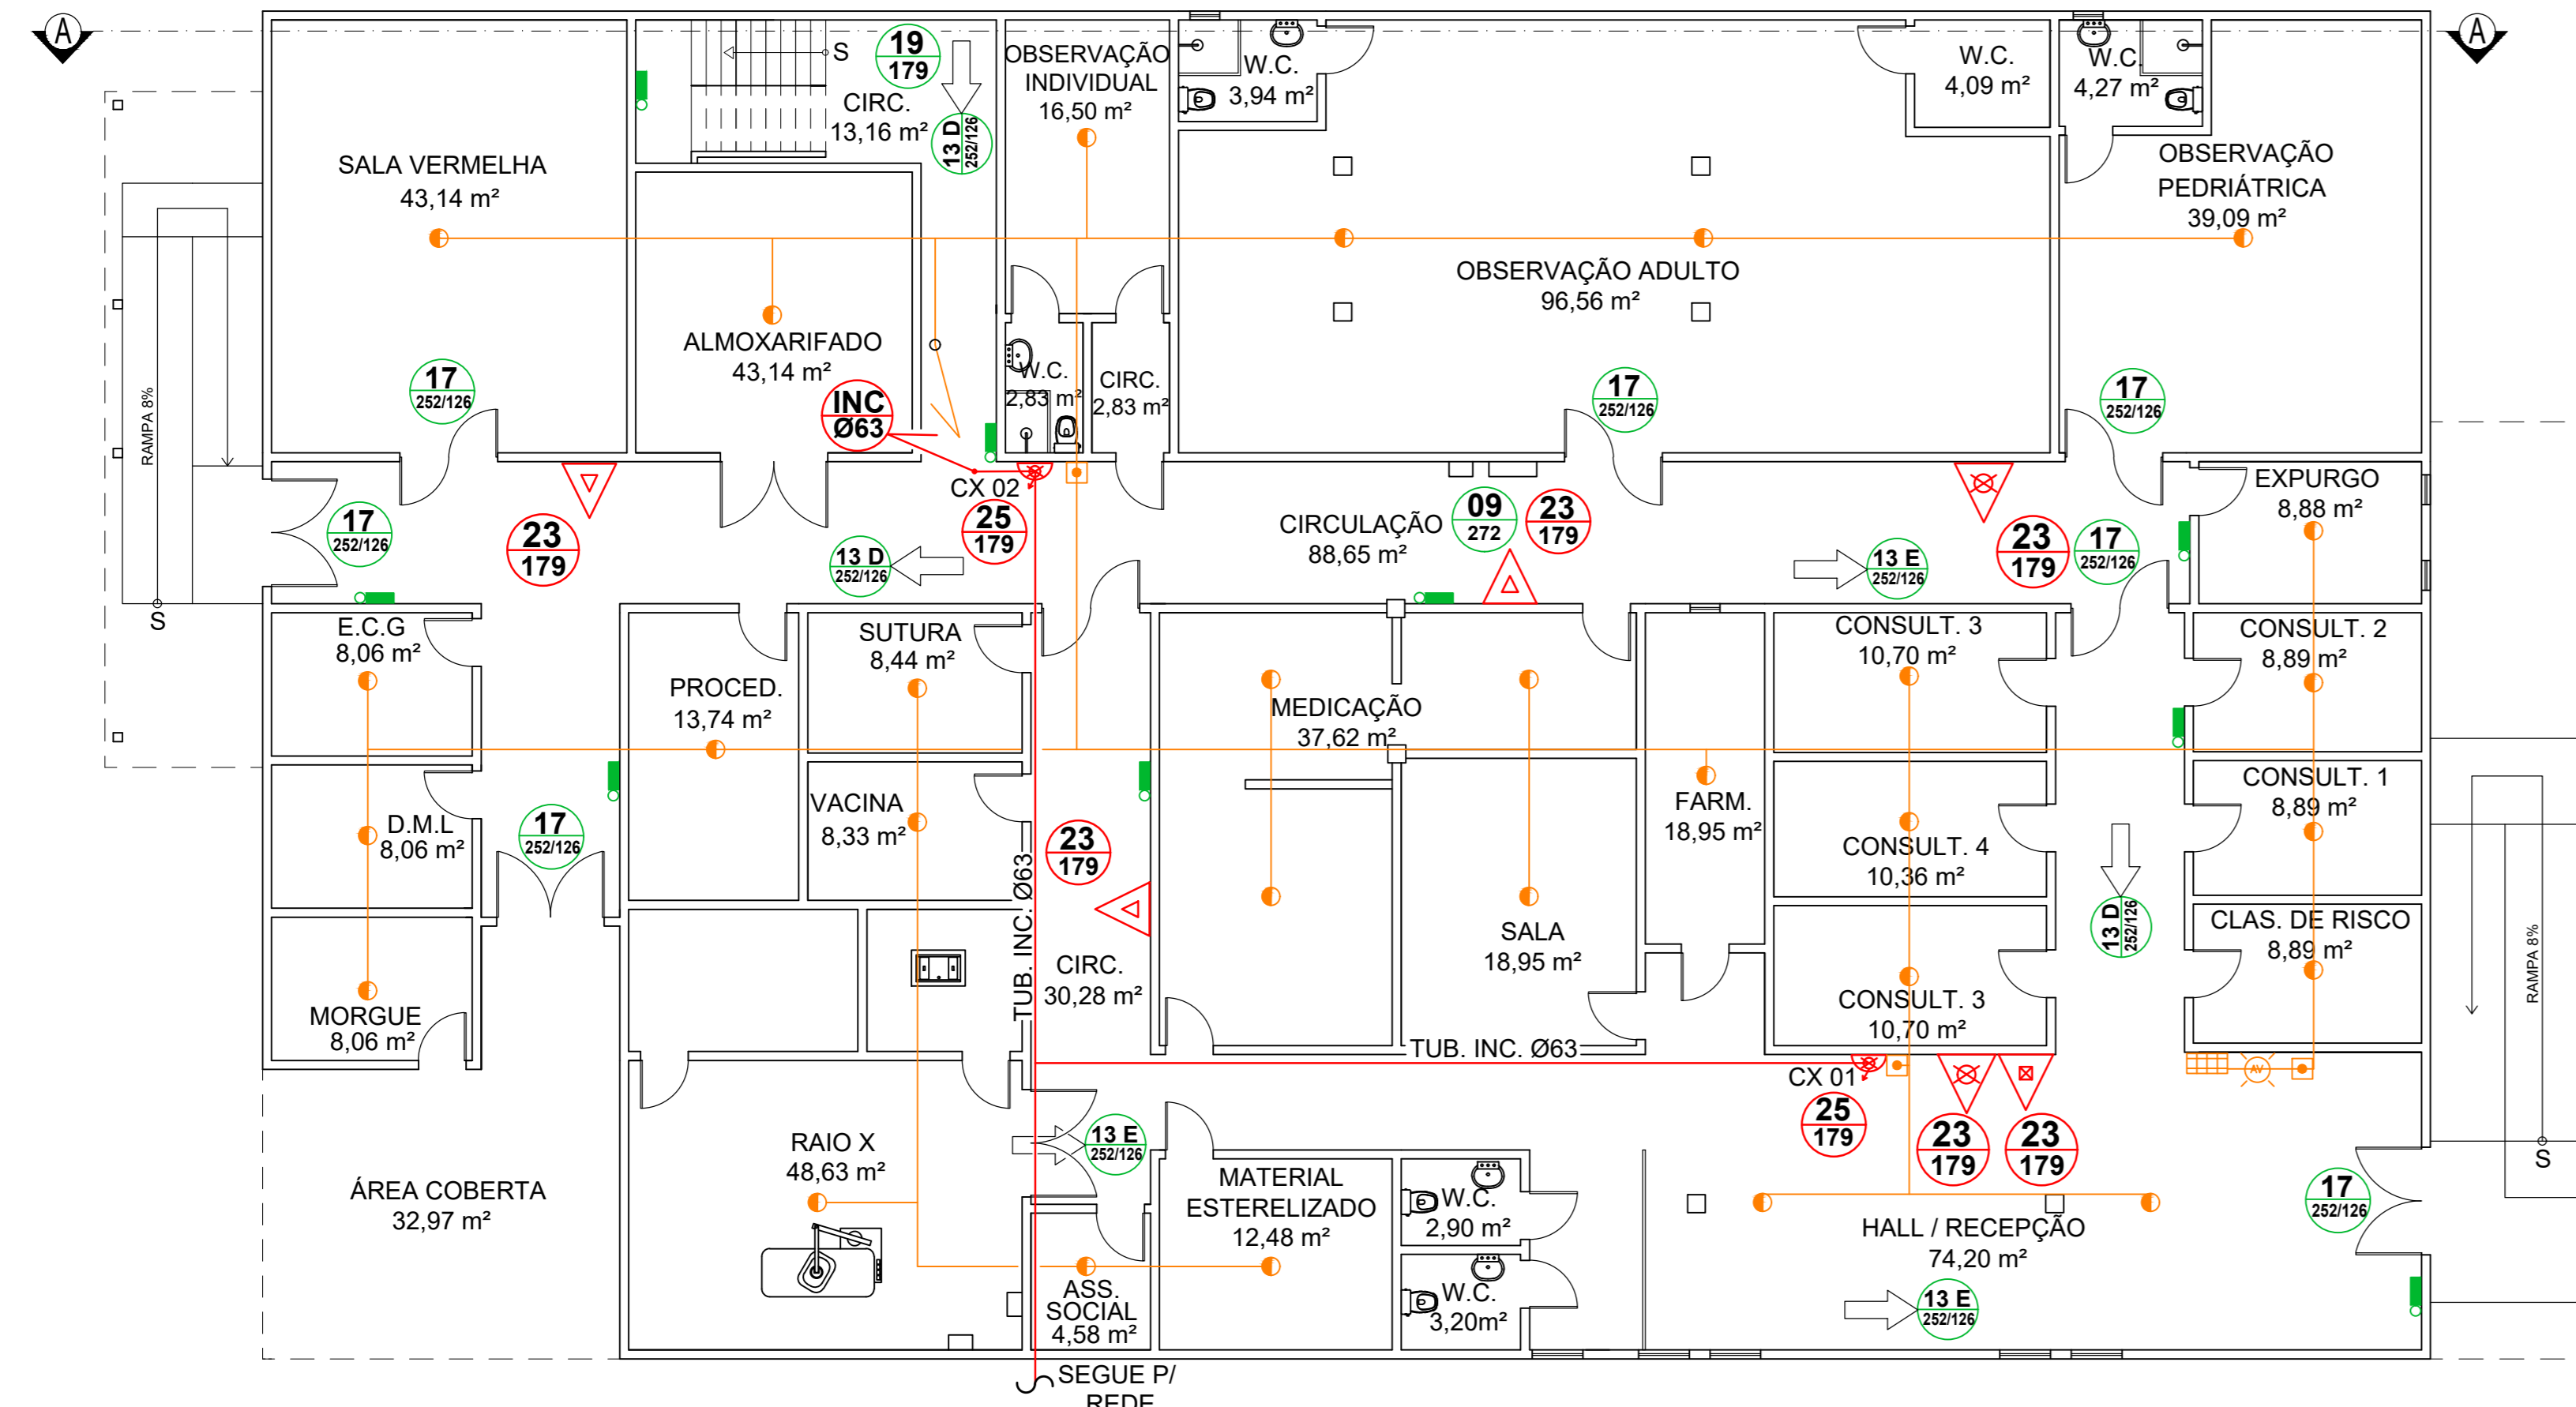 A
A
S
19
179
CIRC.
13,16 m²
13 D
252/126
OBSERVAÇÃO
INDIVIDUAL
16,50 m²
W.C.
3,94 m²
W.C.
4,09 m²
W.C.
4,27 m²
OBSERVAÇÃO
PEDRIÁTRICA
39,09 m²
SALA VERMELHA
43,14 m²
OBSERVAÇÃO ADULTO
96,56 m²
ALMOXARIFADO
43,14 m²
W.C.
2,83 m²
CIRC.
2,83 m²
INC
Ø63
17
252/126
17
252/126
17
252/126
RAMPA 8%
S
17
252/126
23
179
CX 02
25
179
13 D
252/126
CIRCULAÇÃO
88,65 m²
09
272
23
179
13 E
252/126
23
179
17
252/126
EXPURGO
8,88 m²
E.C.G
8,06 m²
PROCED.
13,74 m²
SUTURA
8,44 m²
MEDICAÇÃO
37,62 m²
CONSULT. 3
10,70 m²
CONSULT. 2
8,89 m²
D.M.L
8,06 m²
17
252/126
VACINA
8,33 m²
23
179
TUB. INC. Ø63
FARM.
18,95 m²
CONSULT. 4
10,36 m²
CONSULT. 1
8,89 m²
13 D
252/126
CLAS. DE RISCO
8,89 m²
RAMPA 8%
S
MORGUE
8,06 m²
CIRC.
30,28 m²
SALA
18,95 m²
CONSULT. 3
10,70 m²
TUB. INC. Ø63
CX 01
25
179
23
179
23
179
AV
RAIO X
48,63 m²
13 E
252/126
MATERIAL
ESTERELIZADO
12,48 m²
W.C.
2,90 m²
ÁREA COBERTA
32,97 m²
HALL / RECEPÇÃO
74,20 m²
17
252/126
ASS.
SOCIAL
4,58 m²
W.C.
3,20m²
13 E
252/126
SEGUE P/
REDE